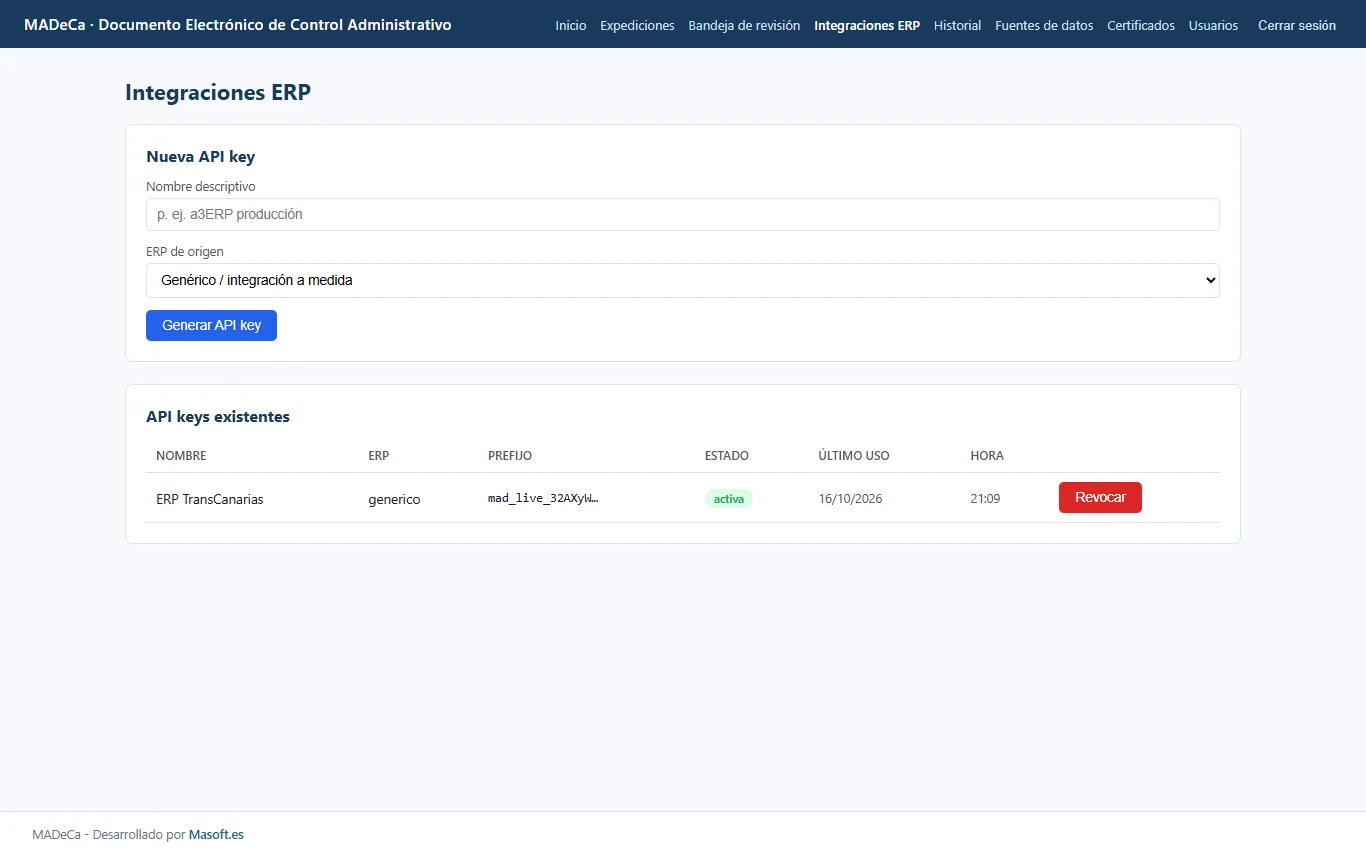 MADeCa · Documento Electrónico de Control Administrativo
Inicio Expediciones Bandeja de revisión Integraciones ERP Historial Fuentes de datos Certificados Usuarios Cerrar sesión
Integraciones ERP
Nueva API key
Nombre descriptivo
p. ej. a3ERP producción
ERP de origen
Genérico / integración a medida
Generar API key
API keys existentes
NOMBRE ERP PREFIJO ESTADO ÚLTIMO USO HORA
ERP TransCanarias generico mad_live_32AXyW… activa 16/10/2026 21:09 Revocar
MADeCa - Desarrollado por Masoft.es